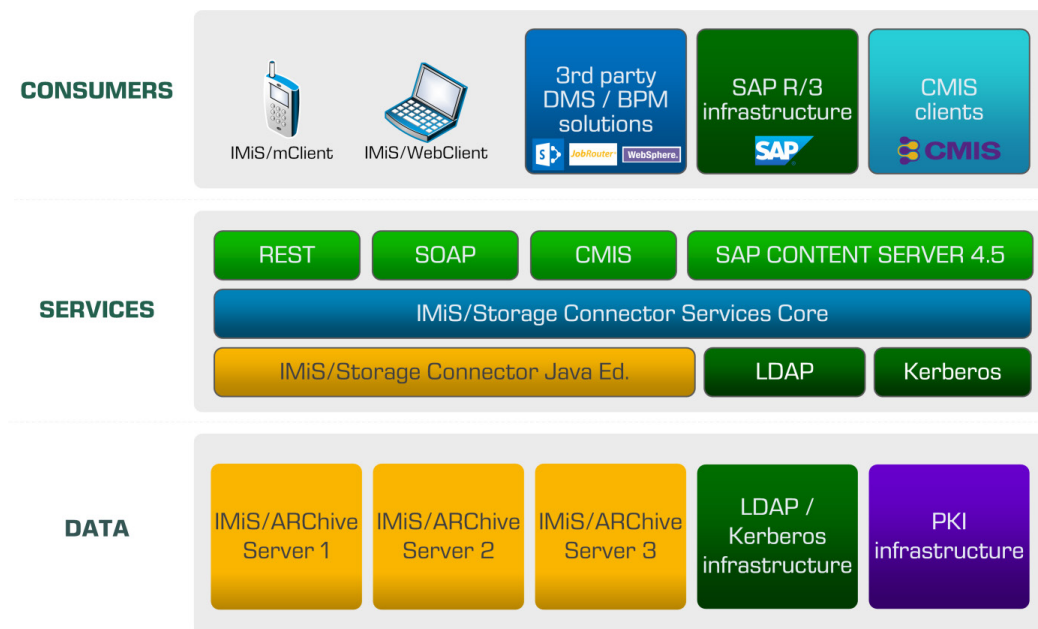 CONSUMERS
IMiS/mClient
IMiS/WebClient
3rd party
DMS / BPM
solutions
S
JobRouter
WebSphere.
SAP R/3
infrastructure
SAP
CMIS
clients
CMIS
SERVICES
REST
SOAP
CMIS
SAP CONTENT SERVER 4.5
IMiS/Storage Connector Services Core
IMiS/Storage Connector Java Ed.
LDAP
Kerberos
DATA
IMiS/ARChive
Server 1
IMiS/ARChive
Server 2
IMiS/ARChive
Server 3
LDAP /
Kerberos
infrastructure
PKI
infrastructure